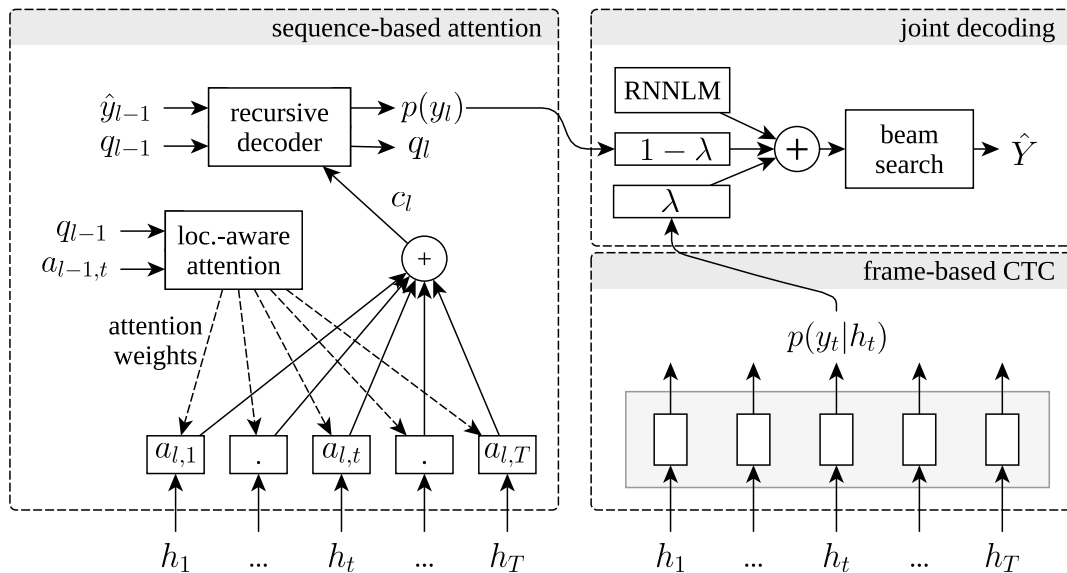 sequence-based attention
ŷ_{l−1}
q_{l−1}
recursive
decoder
p(y_l)
q_l
c_l
q_{l−1}
a_{l−1,t}
loc.-aware
attention
+
attention
weights
a_{l,1}
.
a_{l,t}
.
a_{l,T}
h_1
...
h_t
...
h_T
joint decoding
RNNLM
1 − λ
λ
+
beam
search
Ŷ
frame-based CTC
p(y_t|h_t)
h_1
...
h_t
...
h_T